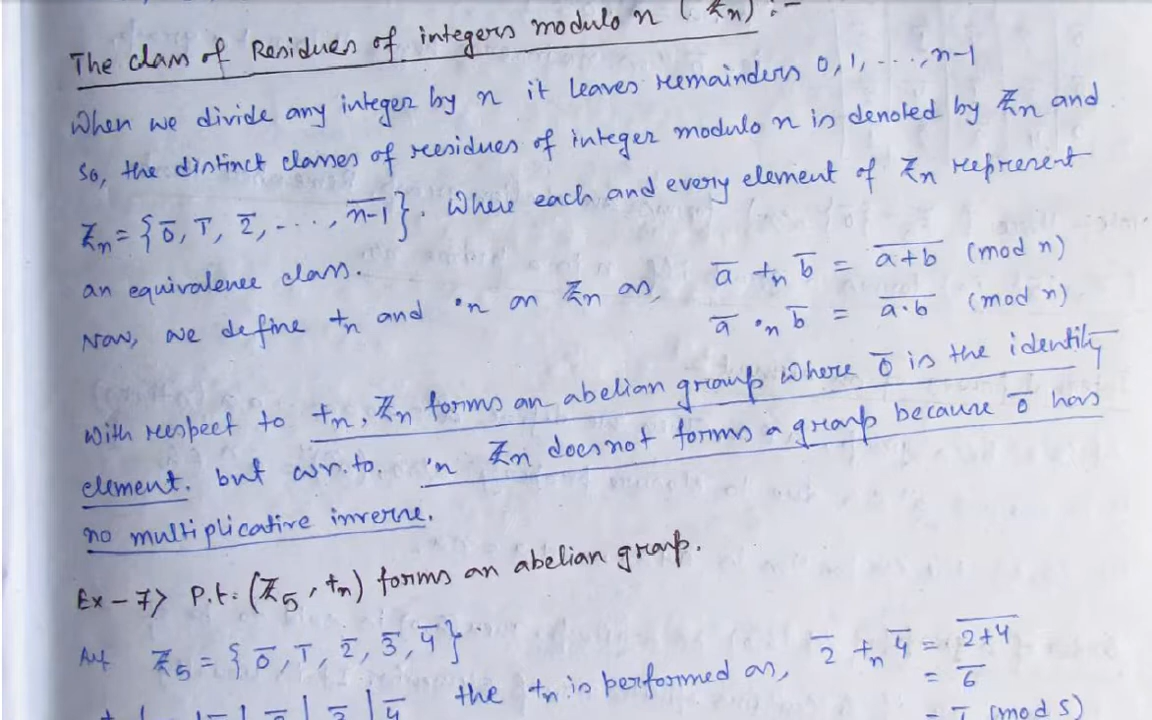 The class of Residues of integers modulo n (ℤn) :-
When we divide any integer by n it leaves remainders 0, 1, ..., n-1
So, the distinct classes of residues of integer modulo n is denoted by ℤn and
ℤn = { 0̅, 1̅, 2̅, - . . . , n-1̅ }. Where each and every element of ℤn represent
an equivalence class.
Now, we define +n and ·n on ℤn as, a̅ +n b̅ = a+b̅ (mod n)
a̅ ·n b̅ = a·b̅ (mod n)
With respect to +n, ℤn forms an abelian group where 0̅ is the identity
element. but w.r.to. ·n ℤn does not forms a group because 0̅ has
no multiplicative inverse.
Ex - 7> P.t. (ℤ5, +n) forms an abelian group.
ℤ5 = { 0̅, 1̅, 2̅, 3̅, 4̅ }
the +n is performed as, 2̅ +n 4̅ = 2+4̅
= 6̅
= 1̅ (mod 5)